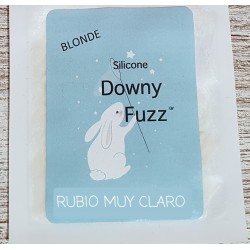 BLONDE
Silicone
Downy
Fuzz™
RUBIO MUY CLARO